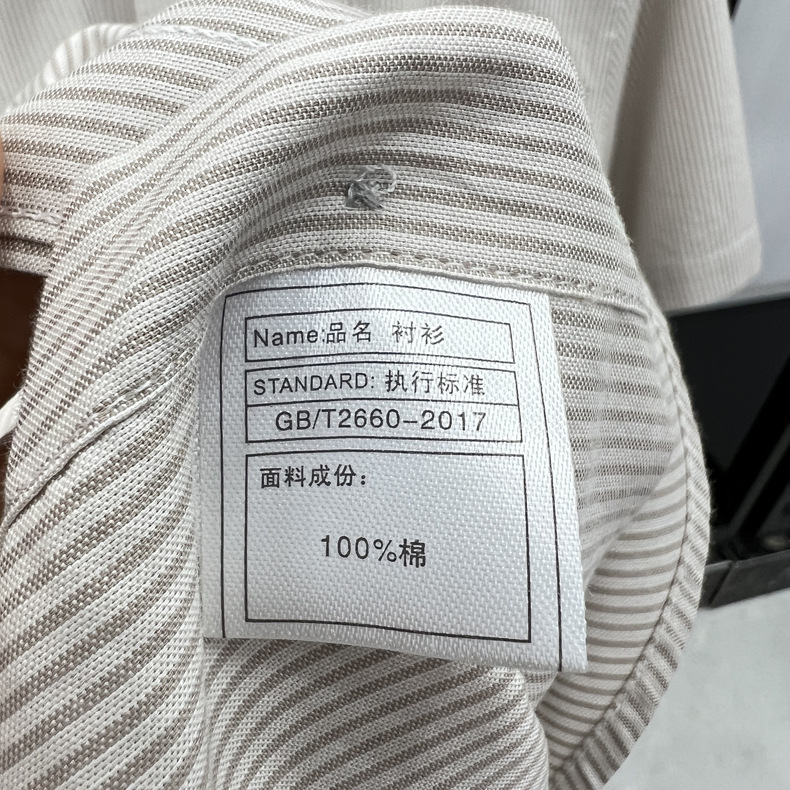 Name:品名 衬衫
STANDARD: 执行标准
GB/T2660-2017
面料成份：
100%棉